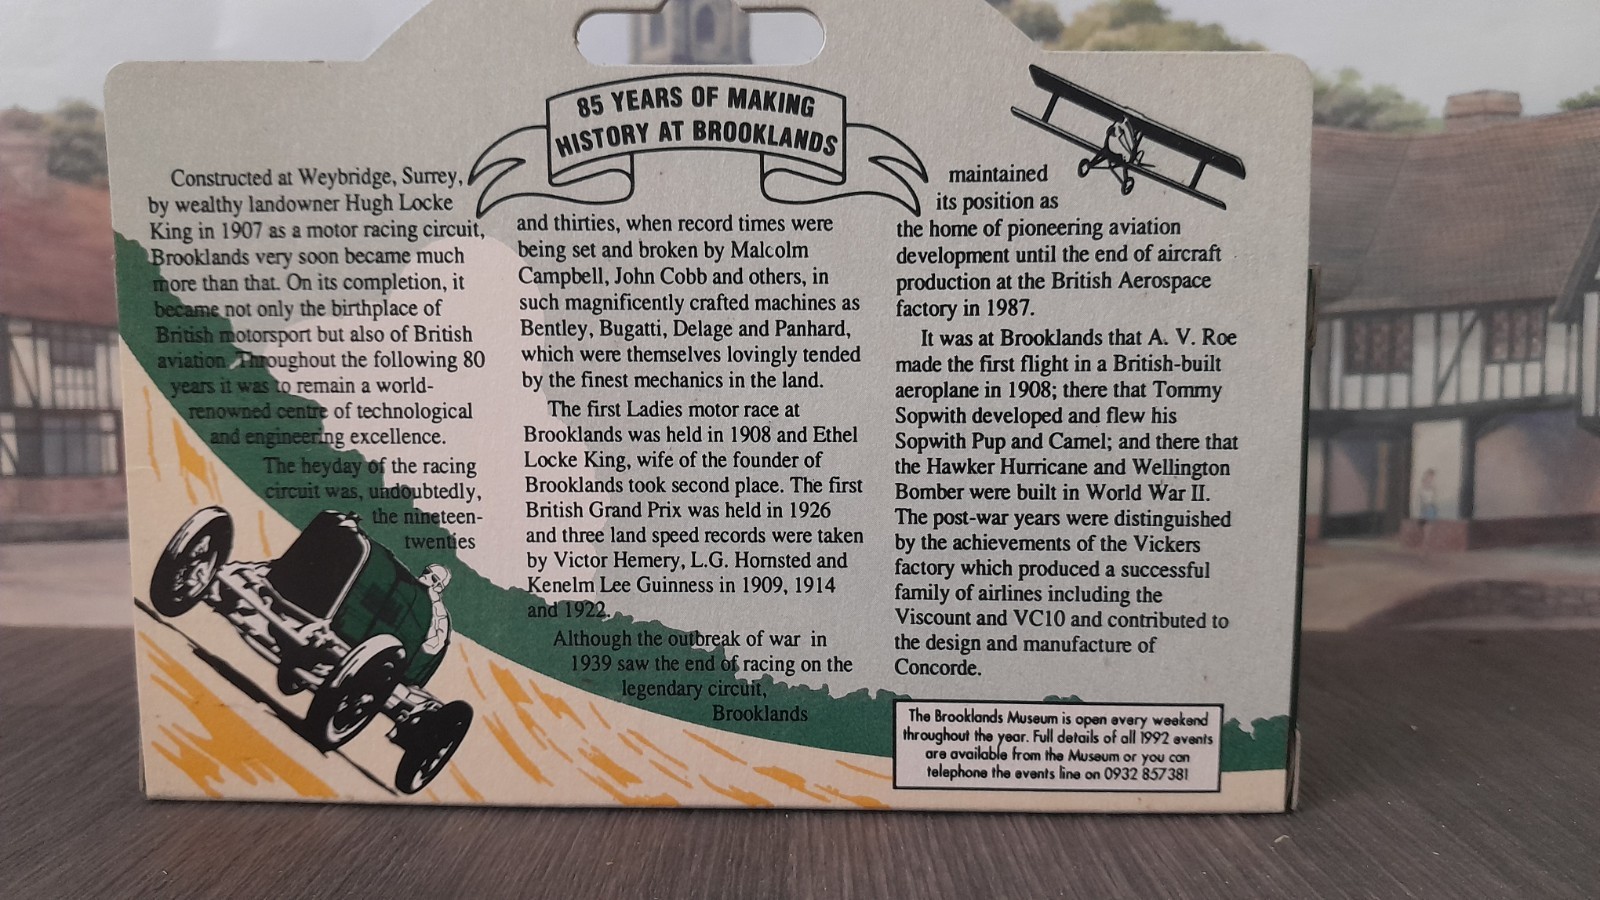 85 YEARS OF MAKING
HISTORY AT BROOKLANDS
Constructed at Weybridge, Surrey,
by wealthy landowner Hugh Locke
King in 1907 as a motor racing circuit,
Brooklands very soon became much
more than that. On its completion, it
became not only the birthplace of
British motorsport but also of British
aviation. Throughout the following 80
years it was to remain a world-
renowned centre of technological
and engineering excellence.
The heyday of the racing
circuit was, undoubtedly,
the nineteen-
twenties
and thirties, when record times were
being set and broken by Malcolm
Campbell, John Cobb and others, in
such magnificently crafted machines as
Bentley, Bugatti, Delage and Panhard,
which were themselves lovingly tended
by the finest mechanics in the land.
The first Ladies motor race at
Brooklands was held in 1908 and Ethel
Locke King, wife of the founder of
Brooklands took second place. The first
British Grand Prix was held in 1926
and three land speed records were taken
by Victor Hemery, L.G. Hornsted and
Kenelm Lee Guinness in 1909, 1914
and 1922.
Although the outbreak of war in
1939 saw the end of racing on the
legendary circuit,
Brooklands
maintained
its position as
the home of pioneering aviation
development until the end of aircraft
production at the British Aerospace
factory in 1987.
It was at Brooklands that A. V. Roe
made the first flight in a British-built
aeroplane in 1908; there that Tommy
Sopwith developed and flew his
Sopwith Pup and Camel; and there that
the Hawker Hurricane and Wellington
Bomber were built in World War II.
The post-war years were distinguished
by the achievements of the Vickers
factory which produced a successful
family of airlines including the
Viscount and VC10 and contributed to
the design and manufacture of
Concorde.
The Brooklands Museum is open every weekend
throughout the year. Full details of all 1992 events
are available from the Museum or you can
telephone the events line on 0932 857381